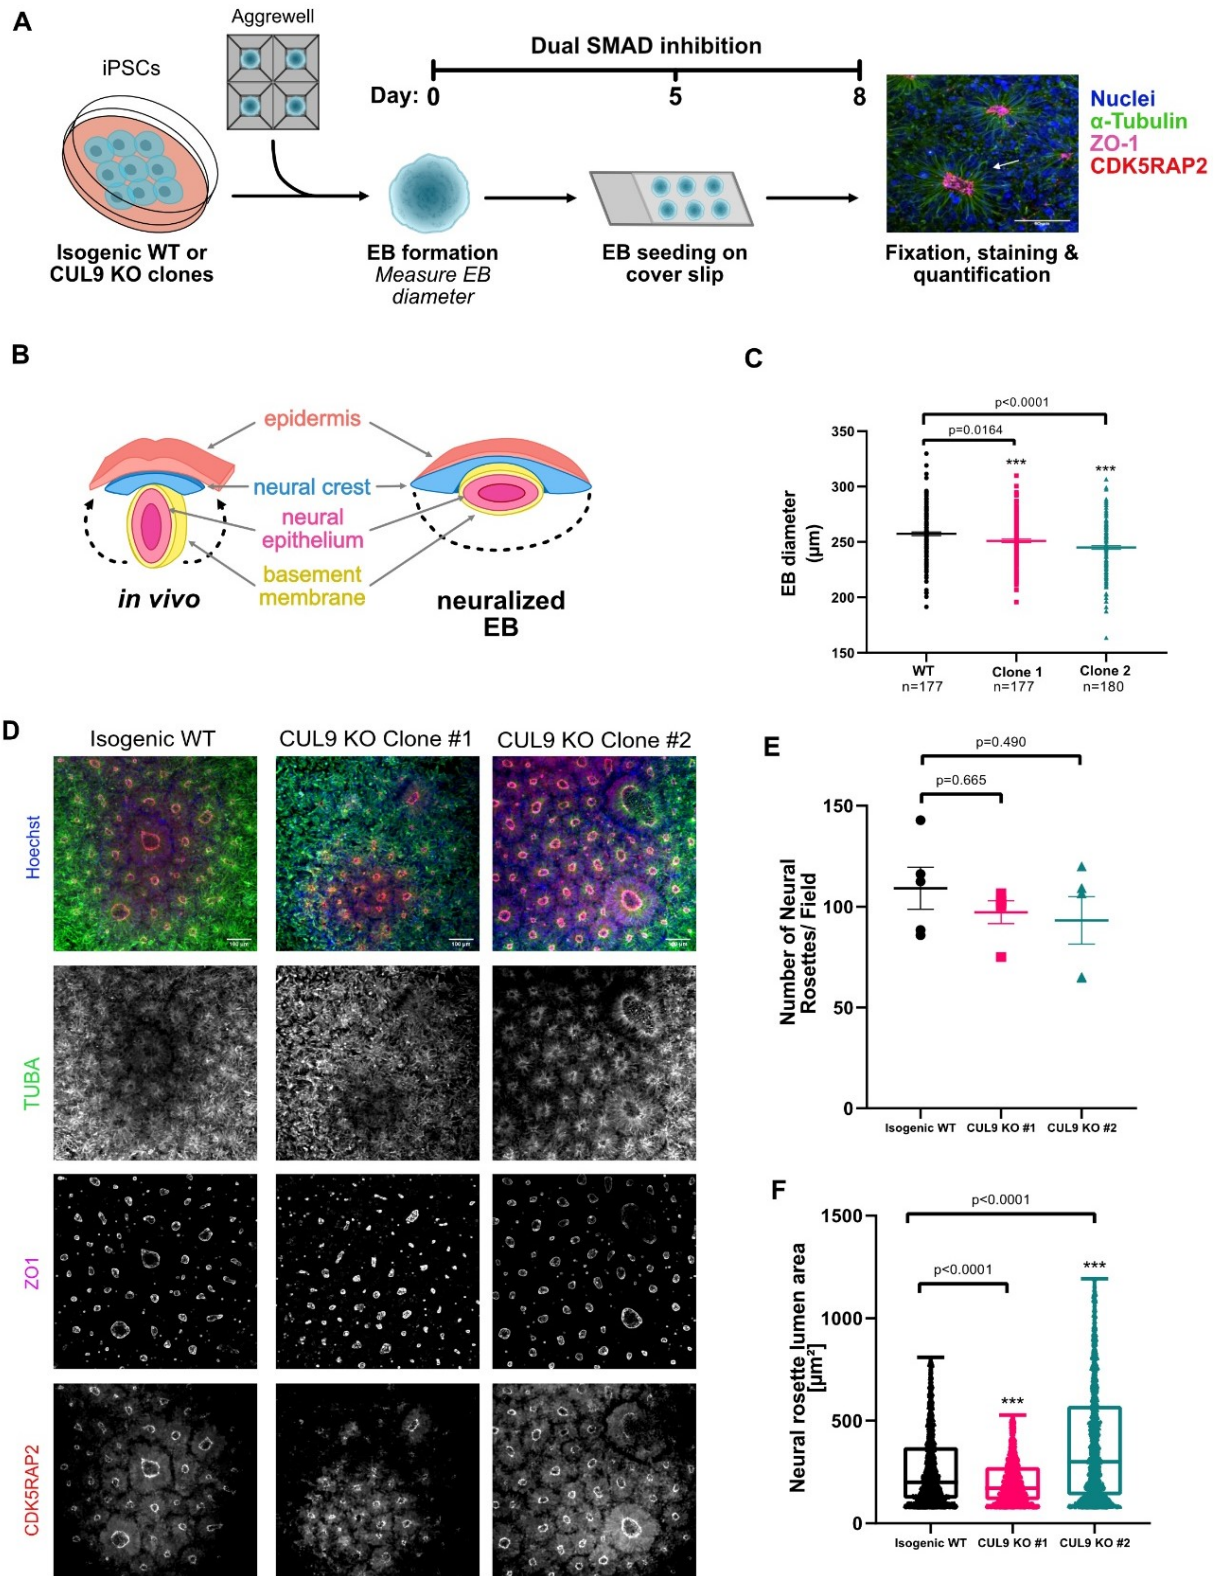 A
Aggrewell
iPSCs
Dual SMAD inhibition
Day: 0 5 8
Nuclei
α-Tubulin
ZO-1
CDK5RAP2
Isogenic WT or
CUL9 KO clones
EB formation
Measure EB
diameter
EB seeding on
cover slip
Fixation, staining &
quantification
B
epidermis
neural crest
neural
epithelium
basement
membrane
in vivo
neuralized
EB
C
p<0.0001
p=0.0164
***
***
350
300
250
200
150
EB diameter
(µm)
WT
n=177
Clone 1
n=177
Clone 2
n=180
D
Isogenic WT
CUL9 KO Clone #1
CUL9 KO Clone #2
Hoechst
TUBA
ZO1
CDK5RAP2
100 µm
E
p=0.490
p=0.665
150
100
50
0
Number of Neural
Rosettes/ Field
Isogenic WT
CUL9 KO #1
CUL9 KO #2
F
p<0.0001
p<0.0001
***
***
1500
1000
500
0
Neural rosette lumen area
[µm²]
Isogenic WT
CUL9 KO #1
CUL9 KO #2